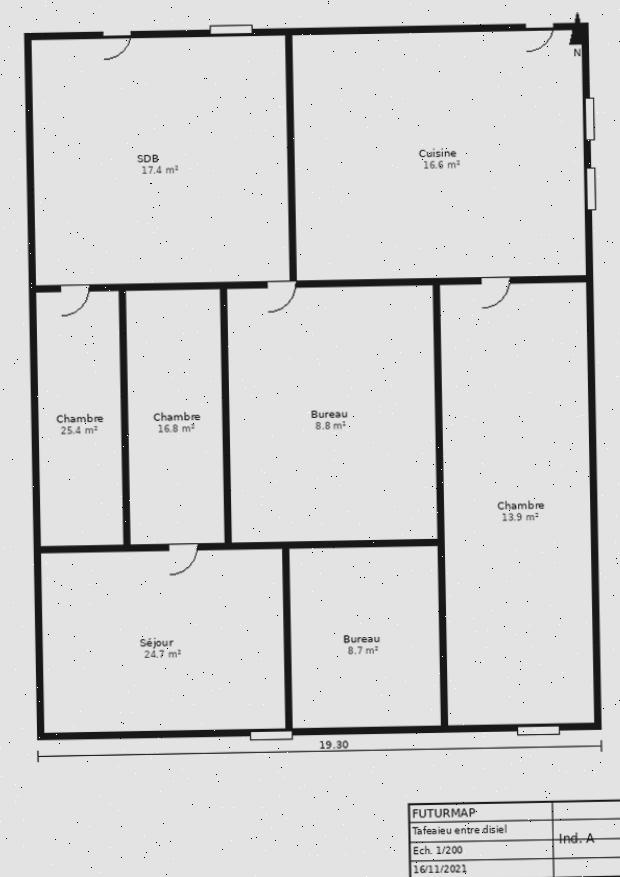 N
SDB
17.4 m²
Cuisine
16.6 m²
Chambre
25.4 m²
Chambre
16.8 m²
Bureau
8.8 m²
Chambre
13.9 m²
Séjour
24.7 m²
Bureau
8.7 m²
19.30
FUTURMAP
Tafeaieu entre disiel
Ind. A
Ech. 1/200
16/11/2021